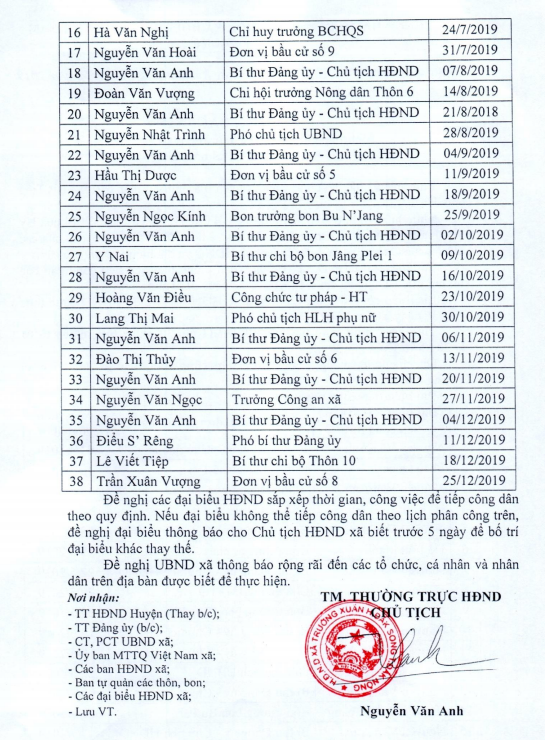 16 Hà Văn Nghị Chỉ huy trưởng BCHQS 24/7/2019
17 Nguyễn Văn Hoài Đơn vị bầu cử số 9 31/7/2019
18 Nguyễn Văn Anh Bí thư Đảng ủy - Chủ tịch HĐND 07/8/2019
19 Đoàn Văn Vượng Chi hội trưởng Nông dân Thôn 6 14/8/2019
20 Nguyễn Văn Anh Bí thư Đảng ủy - Chủ tịch HĐND 21/8/2018
21 Nguyễn Nhật Trình Phó chủ tịch UBND 28/8/2019
22 Nguyễn Văn Anh Bí thư Đảng ủy - Chủ tịch HĐND 04/9/2019
23 Hầu Thị Dược Đơn vị bầu cử số 5 11/9/2019
24 Nguyễn Văn Anh Bí thư Đảng ủy - Chủ tịch HĐND 18/9/2019
25 Nguyễn Ngọc Kính Bon trưởng bon Bu N'Jang 25/9/2019
26 Nguyễn Văn Anh Bí thư Đảng ủy - Chủ tịch HĐND 02/10/2019
27 Y Nai Bí thư chi bộ bon Jâng Plei 1 09/10/2019
28 Nguyễn Văn Anh Bí thư Đảng ủy - Chủ tịch HĐND 16/10/2019
29 Hoàng Văn Điều Công chức tư pháp - HT 23/10/2019
30 Lang Thị Mai Phó chủ tịch HLH phụ nữ 30/10/2019
31 Nguyễn Văn Anh Bí thư Đảng ủy - Chủ tịch HĐND 06/11/2019
32 Đào Thị Thủy Đơn vị bầu cử số 6 13/11/2019
33 Nguyễn Văn Anh Bí thư Đảng ủy - Chủ tịch HĐND 20/11/2019
34 Nguyễn Văn Ngọc Trưởng Công an xã 27/11/2019
35 Nguyễn Văn Anh Bí thư Đảng ủy - Chủ tịch HĐND 04/12/2019
36 Điểu S' Rêng Phó bí thư Đảng ủy 11/12/2019
37 Lê Viết Tiệp Bí thư chi bộ Thôn 10 18/12/2019
38 Trần Xuân Vượng Đơn vị bầu cử số 8 25/12/2019
Đề nghị các đại biểu HĐND sắp xếp thời gian, công việc để tiếp công dân
theo quy định. Nếu đại biểu không thể tiếp công dân theo lịch phân công trên,
đề nghị đại biểu thông báo cho Chủ tịch HĐND xã biết trước 5 ngày để bố trí
đại biểu khác thay thế.
Đề nghị UBND xã thông báo rộng rãi đến các tổ chức, cá nhân và nhân
dân trên địa bàn được biết để thực hiện.
Nơi nhận:
- TT HĐND Huyện (Thay b/c);
- TT Đảng ủy (b/c);
- CT, PCT UBND xã;
- Ủy ban MTTQ Việt Nam xã;
- Các ban HĐND xã;
- Ban tự quản các thôn, bon;
- Các đại biểu HĐND xã;
- Lưu VT.
TM. THƯỜNG TRỰC HĐND
CHỦ TỊCH
Nguyễn Văn Anh